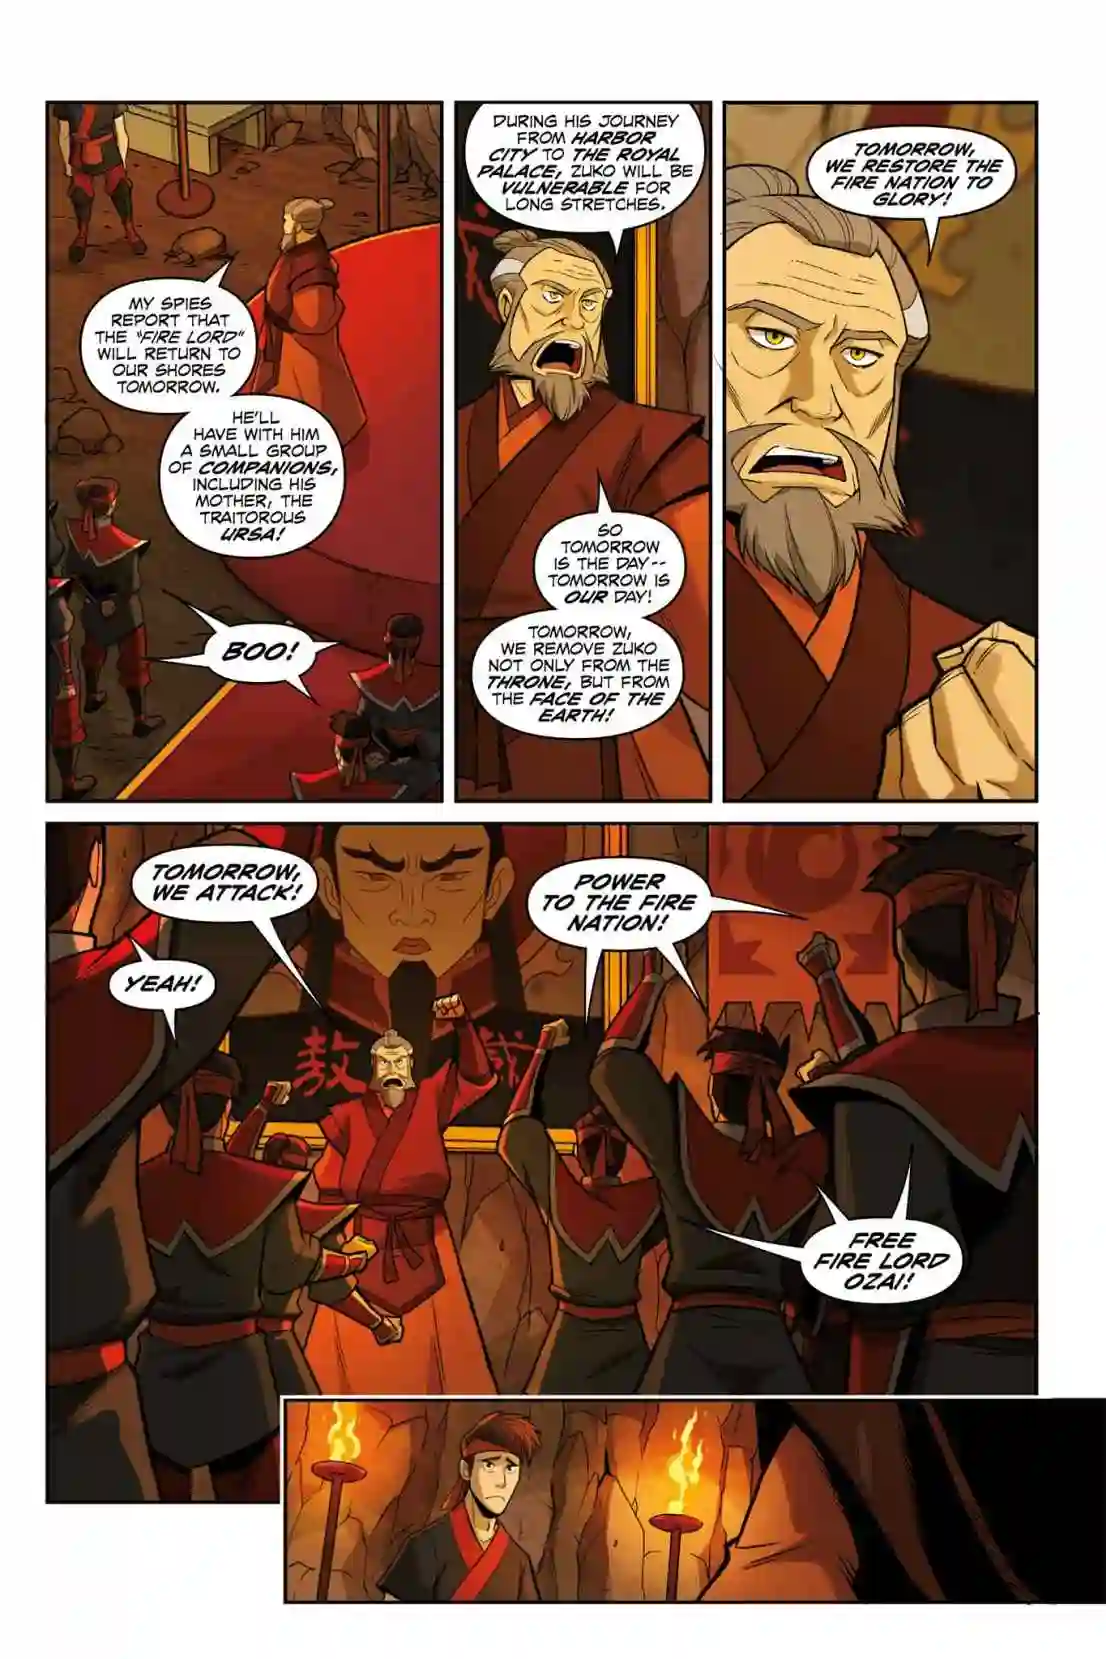 MY SPIES
REPORT THAT
THE "FIRE LORD"
WILL RETURN TO
OUR SHORES
TOMORROW.
HE'LL
HAVE WITH HIM
A SMALL GROUP
OF COMPANIONS,
INCLUDING HIS
MOTHER, THE
TRAITOROUS
URSA!
BOO!
DURING HIS JOURNEY
FROM HARBOR
CITY TO THE ROYAL
PALACE, ZUKO WILL BE
VULNERABLE FOR
LONG STRETCHES.
SO
TOMORROW
IS THE DAY--
TOMORROW IS
OUR DAY!
TOMORROW,
WE REMOVE ZUKO
NOT ONLY FROM THE
THRONE, BUT FROM
THE FACE OF THE
EARTH!
TOMORROW,
WE RESTORE THE
FIRE NATION TO
GLORY!
TOMORROW,
WE ATTACK!
YEAH!
POWER
TO THE FIRE
NATION!
FREE
FIRE LORD
OZAI!